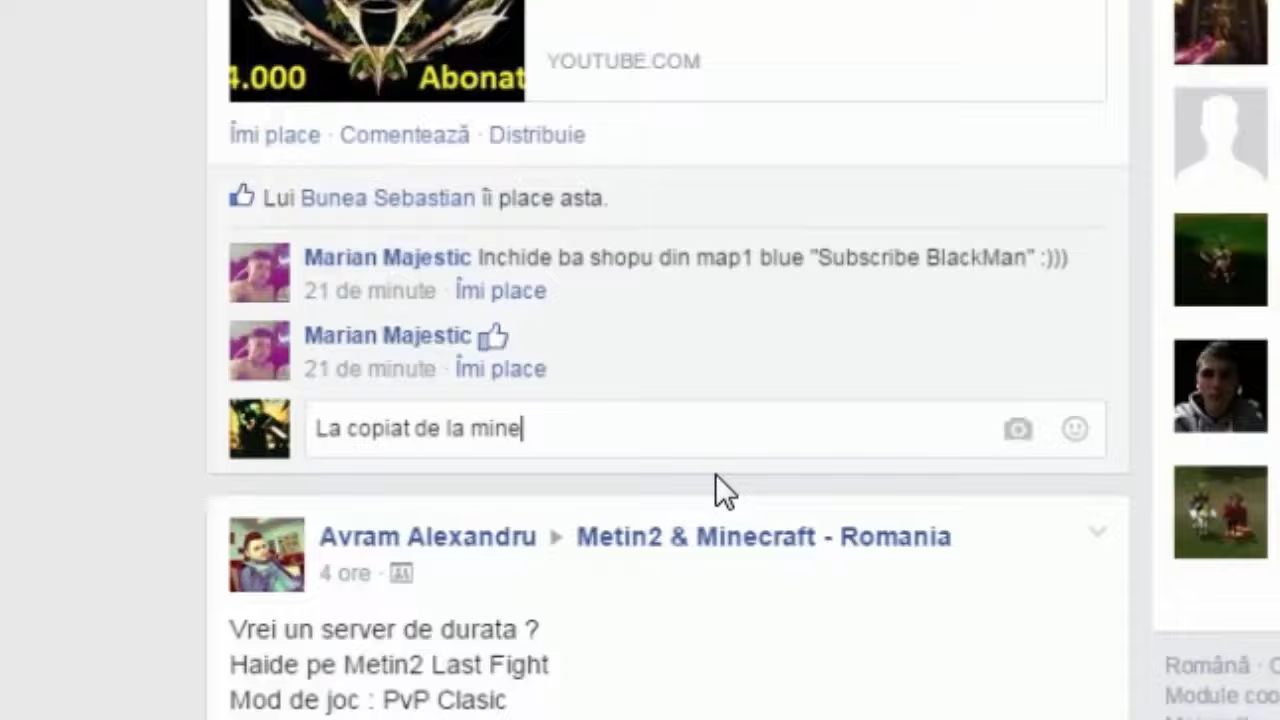 4.000 Abonat
YOUTUBE.COM
Îmi place · Comentează · Distribuie
Lui Bunea Sebastian îi place asta.
Marian Majestic Inchide ba shopu din map1 blue "Subscribe BlackMan" :)))
21 de minute · Îmi place
Marian Majestic
21 de minute · Îmi place
La copiat de la mine
Avram Alexandru ▸ Metin2 & Minecraft - Romania
4 ore ·
Vrei un server de durata ?
Haide pe Metin2 Last Fight
Mod de joc : PvP Clasic
Română ·
Module